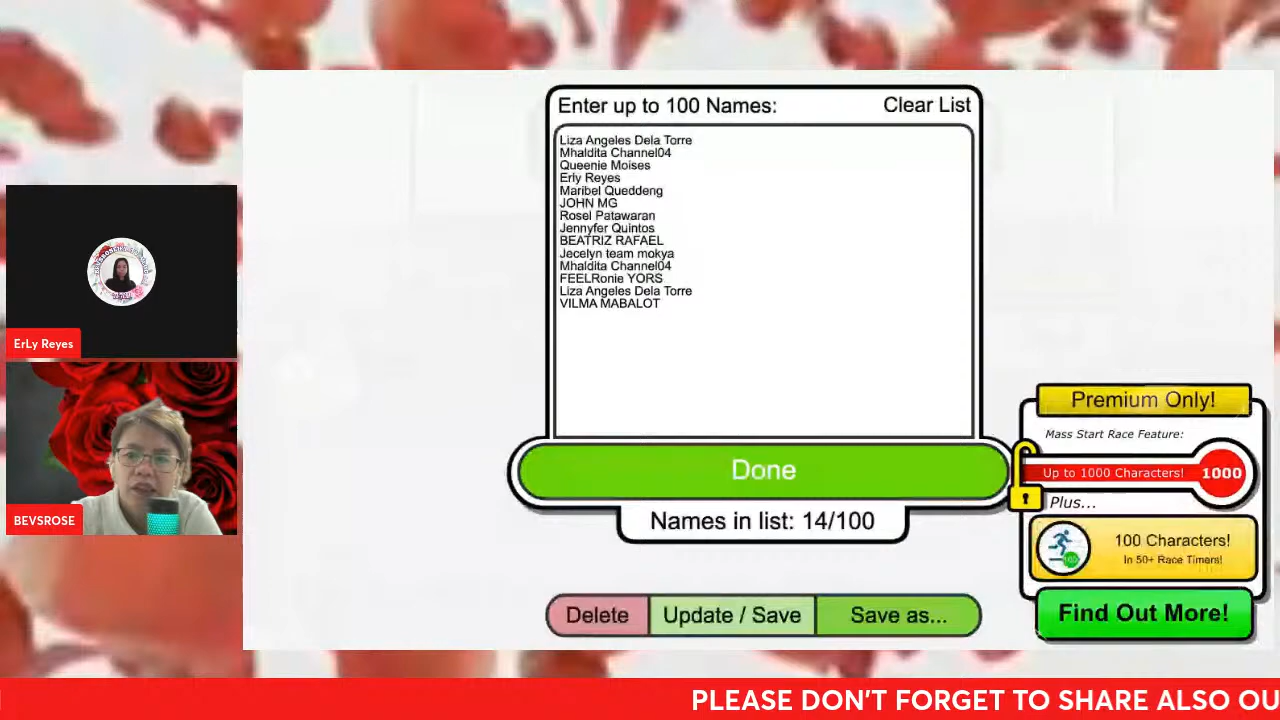 Enter up to 100 Names:
Clear List
Liza Angeles Dela Torre
Mhaldita Channel04
Queenie Moises
Erly Reyes
Maribel Queddeng
JOHN MG
Rosel Patawaran
Jennyfer Quintos
BEATRIZ RAFAEL
Jecelyn team mokya
Mhaldita Channel04
FEELRonie YORS
Liza Angeles Dela Torre
VILMA MABALOT
Done
Names in list: 14/100
Delete
Update / Save
Save as...
Premium Only!
Mass Start Race Feature:
Up to 1000 Characters!
1000
Plus...
100 Characters!
In 50+ Race Timers!
Find Out More!
ErLy Reyes
BEVSROSE
PLEASE DON'T FORGET TO SHARE ALSO OU